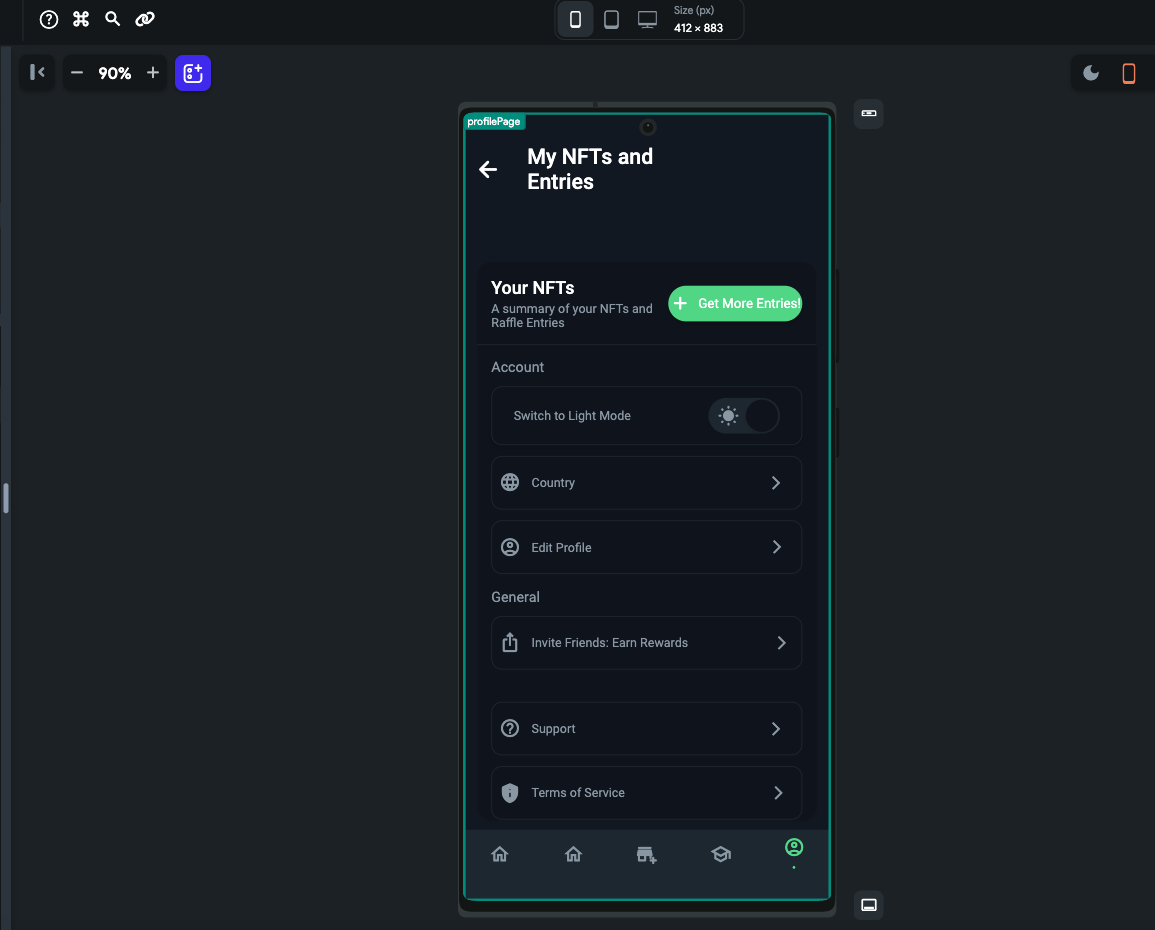 Size (px)
412 × 883
90%
profilePage
My NFTs and
Entries
Your NFTs
A summary of your NFTs and
Raffle Entries
Get More Entries!
Account
Switch to Light Mode
Country
Edit Profile
General
Invite Friends: Earn Rewards
Support
Terms of Service